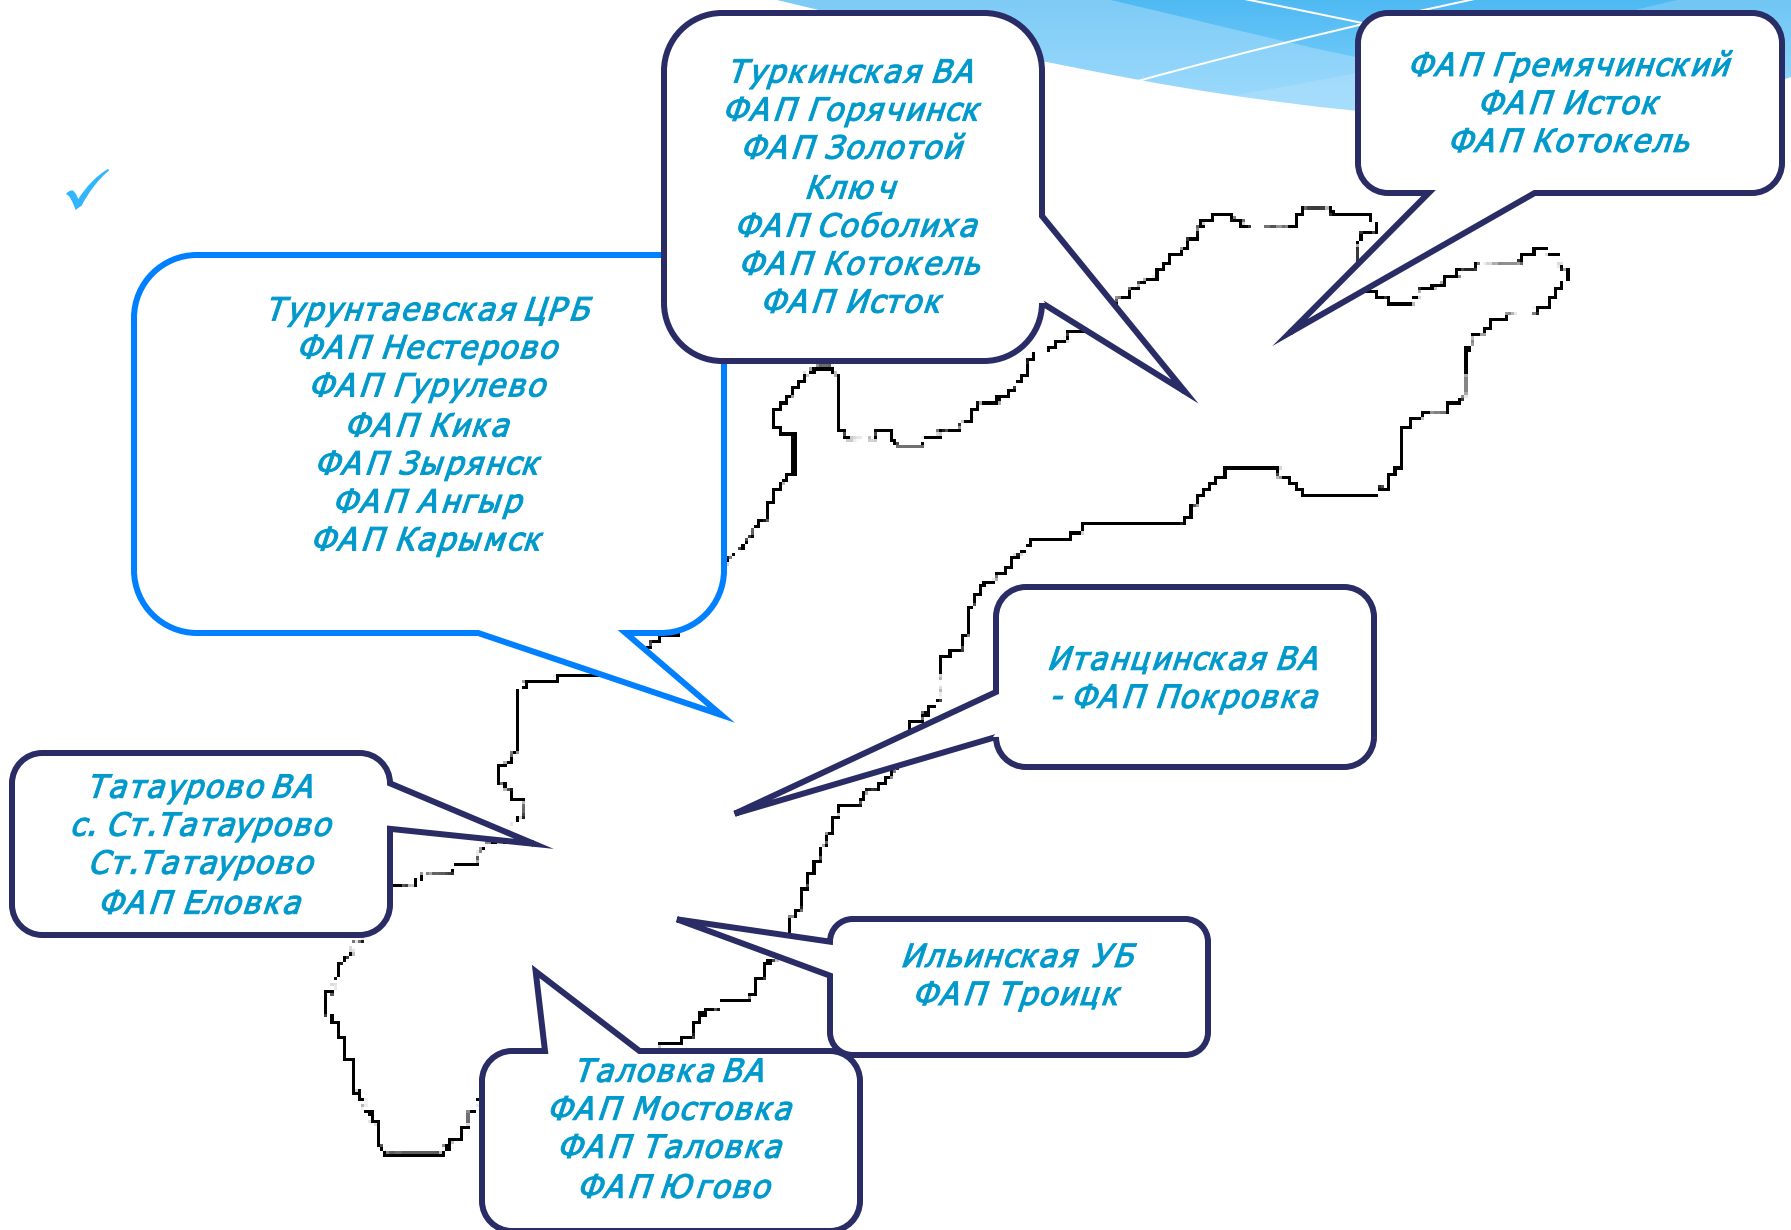 Туркинская ВА
ФАП Горячинск
ФАП Золотой
Ключ
ФАП Соболиха
ФАП Котокель
ФАП Исток
ФАП Гремячинский
ФАП Исток
ФАП Котокель
Турунтаевская ЦРБ
ФАП Нестерово
ФАП Гурулево
ФАП Кика
ФАП Зырянск
ФАП Ангыр
ФАП Карымск
Итанцинская ВА
- ФАП Покровка
Татаурово ВА
с. Ст.Татаурово
Ст.Татаурово
ФАП Еловка
Ильинская УБ
ФАП Троицк
Таловка ВА
ФАП Мостовка
ФАП Таловка
ФАП Югово